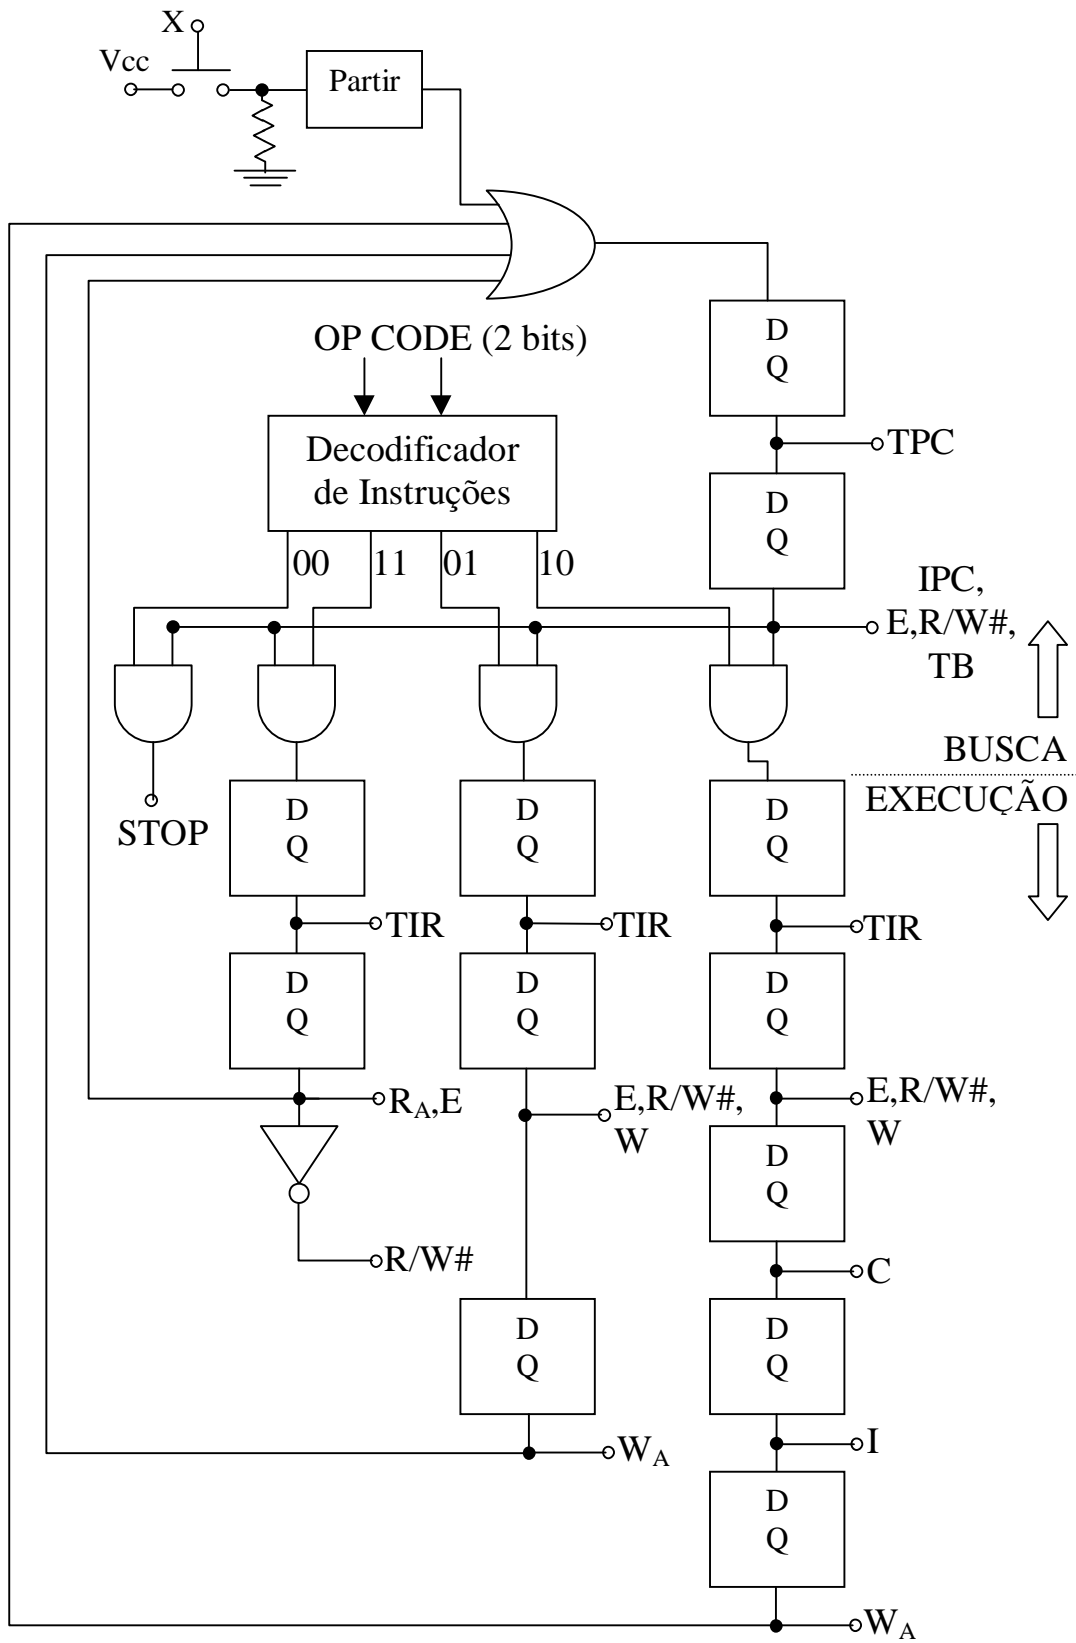 X
Vcc
Partir
D
Q
OP CODE (2 bits)
TPC
Decodificador
de Instruções
D
Q
00
11
01
10
IPC,
E,R/W#,
TB
BUSCA
EXECUÇÃO
STOP
D
Q
D
Q
D
Q
TIR
TIR
TIR
D
Q
D
Q
D
Q
RA,E
E,R/W#,
W
E,R/W#,
W
D
Q
R/W#
C
D
Q
D
Q
WA
I
D
Q
WA